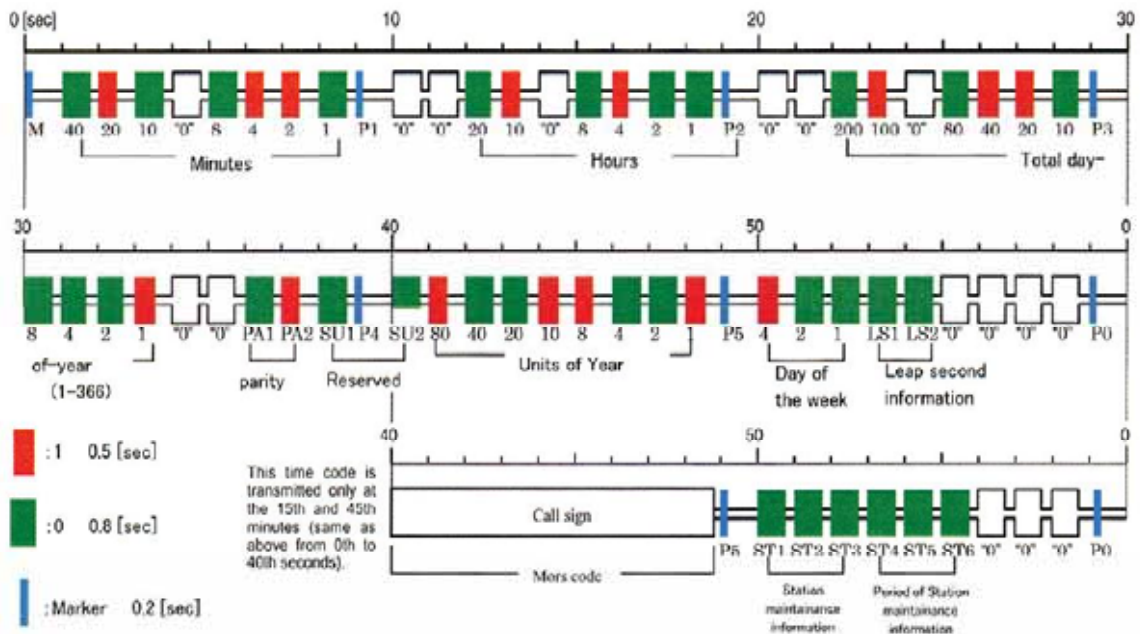 0 [sec] 10 20 30
M 40 20 10 "0" 8 4 2 1 P1 "0" "0" 20 10 "0" 8 4 2 1 P2 "0" "0" 200 100 "0" 80 40 20 10 P3
Minutes Hours Total day-
30 40 50 0
8 4 2 1 "0" "0" PA1 PA2 SU1 P4 SU2 80 40 20 10 8 4 2 1 P5 4 2 1 LS1 LS2 "0" "0" "0" "0" P0
of-year
(1-366)
parity
Reserved
Units of Year
Day of
the week
Leap second
information
40 50 0
:1 0.5 [sec]
:0 0.8 [sec]
:Marker 0.2 [sec]
This time code is
transmitted only at
the 15th and 45th
minutes (same as
above from 0th to
40th seconds).
Call sign
Mors code
P5 ST1 ST2 ST3 ST4 ST5 ST6 "0" "0" "0" P0
Station
maintainance
information
Period of Station
maintainance
information